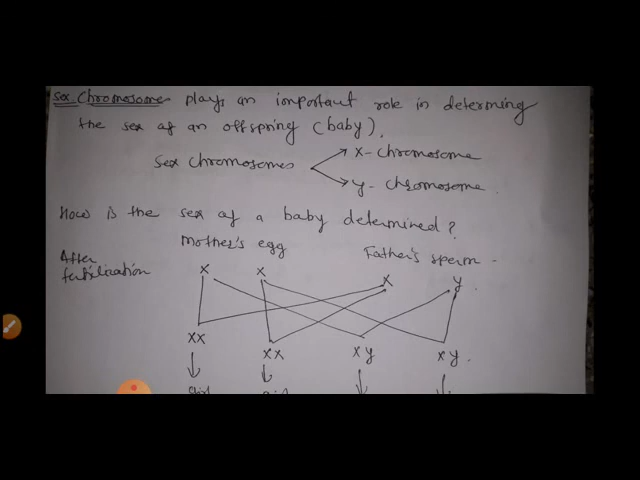 Sex Chromosome plays an important role in determining
the sex of an offspring (baby).
Sex Chromosomes
X- chromosome
y- chromosome.
How is the sex of a baby determined?
After fertilization
Mother's egg
Father's sperm -
X X X Y.
XX XX XY XY.
girl